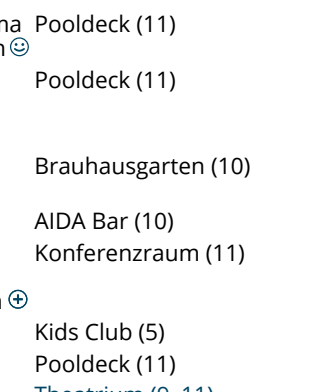 ma Pooldeck (11)
Pooldeck (11)
Brauhausgarten (10)
AIDA Bar (10)
Konferenzraum (11)
Kids Club (5)
Pooldeck (11)
Theatrium (9, 11)